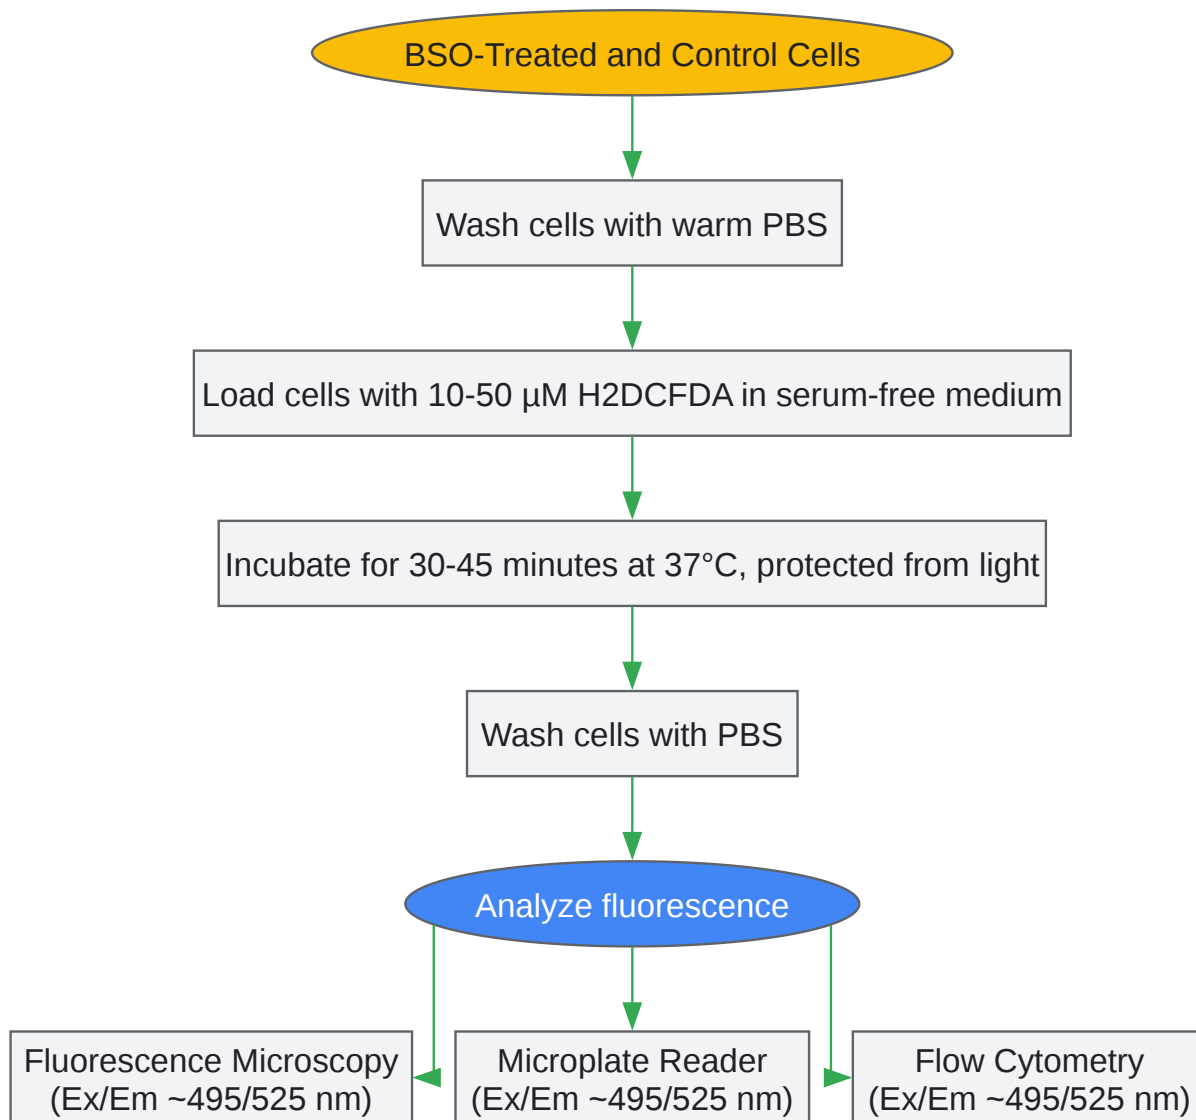 BSO-Treated and Control Cells
Wash cells with warm PBS
Load cells with 10-50 µM H2DCFDA in serum-free medium
Incubate for 30-45 minutes at 37°C, protected from light
Wash cells with PBS
Analyze fluorescence
Fluorescence Microscopy
(Ex/Em ~495/525 nm)
Microplate Reader
(Ex/Em ~495/525 nm)
Flow Cytometry
(Ex/Em ~495/525 nm)